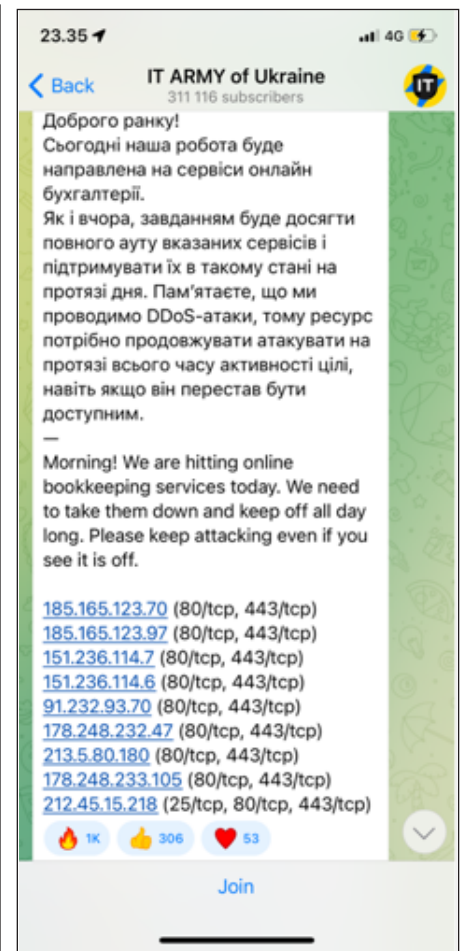 23.35
4G
Back
IT ARMY of Ukraine
311 116 subscribers
IT
Доброго ранку!
Сьогодні наша робота буде
направлена на сервіси онлайн
бухгалтерії.
Як і вчора, завданням буде досягти
повного ауту вказаних сервісів і
підтримувати їх в такому стані на
протязі дня. Пам'ятаєте, що ми
проводимо DDoS-атаки, тому ресурс
потрібно продовжувати атакувати на
протязі всього часу активності цілі,
навіть якщо він перестав бути
доступним.
—
Morning! We are hitting online
bookkeeping services today. We need
to take them down and keep off all day
long. Please keep attacking even if you
see it is off.
185.165.123.70 (80/tcp, 443/tcp)
185.165.123.97 (80/tcp, 443/tcp)
151.236.114.7 (80/tcp, 443/tcp)
151.236.114.6 (80/tcp, 443/tcp)
91.232.93.70 (80/tcp, 443/tcp)
178.248.232.47 (80/tcp, 443/tcp)
213.5.80.180 (80/tcp, 443/tcp)
178.248.233.105 (80/tcp, 443/tcp)
212.45.15.218 (25/tcp, 80/tcp, 443/tcp)
1K 306 53
Join